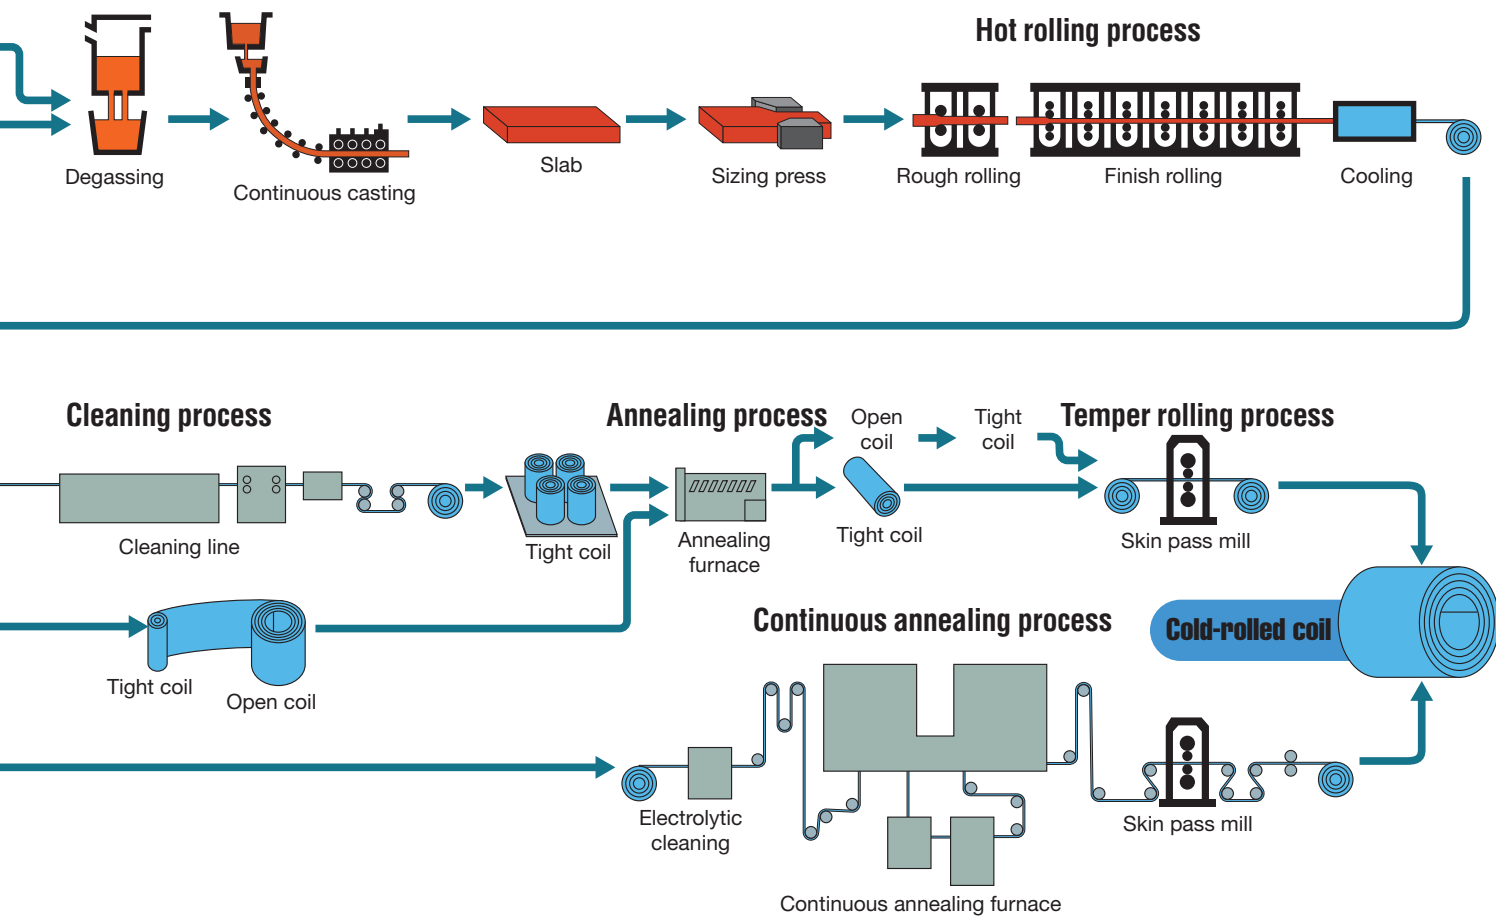 Hot rolling process
Degassing
Continuous casting
Slab
Sizing press
Rough rolling
Finish rolling
Cooling
Cleaning process
Annealing process
Open
coil
Tight
coil
Temper rolling process
Cleaning line
Tight coil
Annealing
furnace
Tight coil
Skin pass mill
Tight coil
Open coil
Continuous annealing process
Cold-rolled coil
Electrolytic
cleaning
Skin pass mill
Continuous annealing furnace